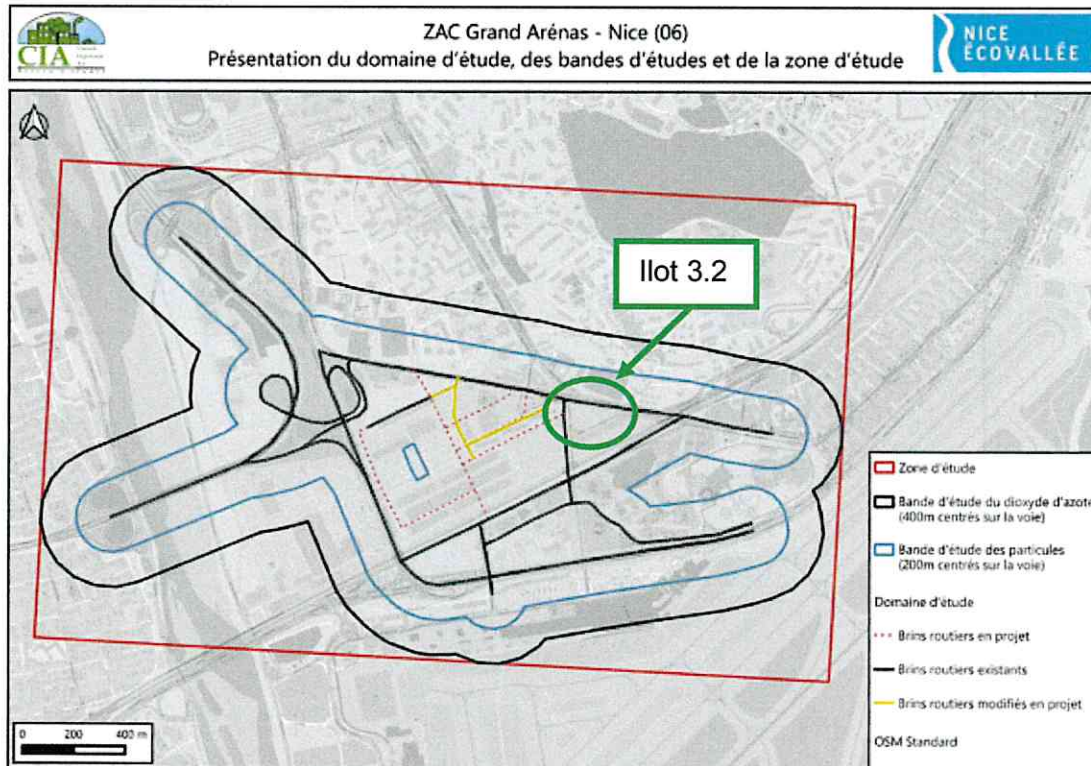 CIA
ZAC Grand Arénas - Nice (06)
Présentation du domaine d'étude, des bandes d'études et de la zone d'étude
NICE
ÉCOVALLÉE
Ilot 3.2
Zone d'étude
Bande d'étude du dioxyde d'azote
(400m centrés sur la voie)
Bande d'étude des particules
(200m centrés sur la voie)
Domaine d'étude
Brins routiers en projet
Brins routiers existants
Brins routiers modifiés en projet
OSM Standard
0 200 400 m